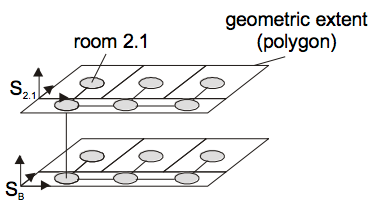 geometric extent
(polygon)
room 2.1
S2.1
SB